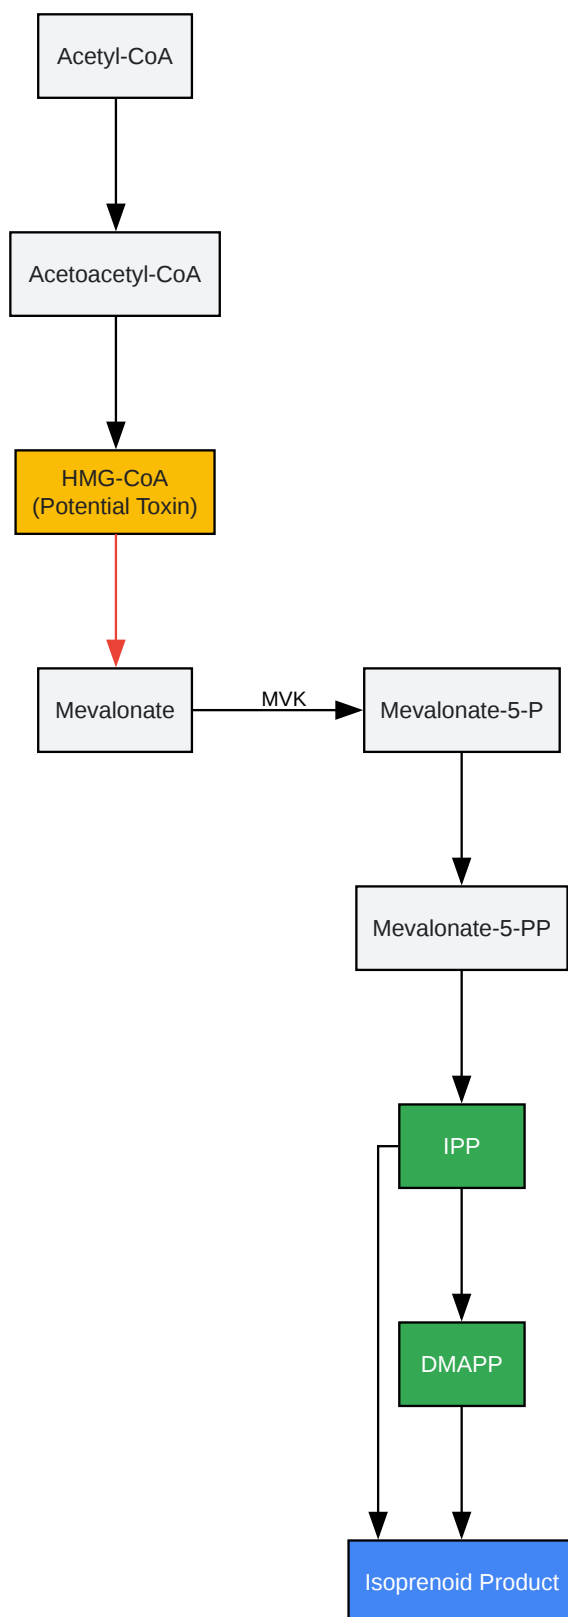 Acetyl-CoA
Acetoacetyl-CoA
HMG-CoA
(Potential Toxin)
Mevalonate
MVK
Mevalonate-5-P
Mevalonate-5-PP
IPP
DMAPP
Isoprenoid Product